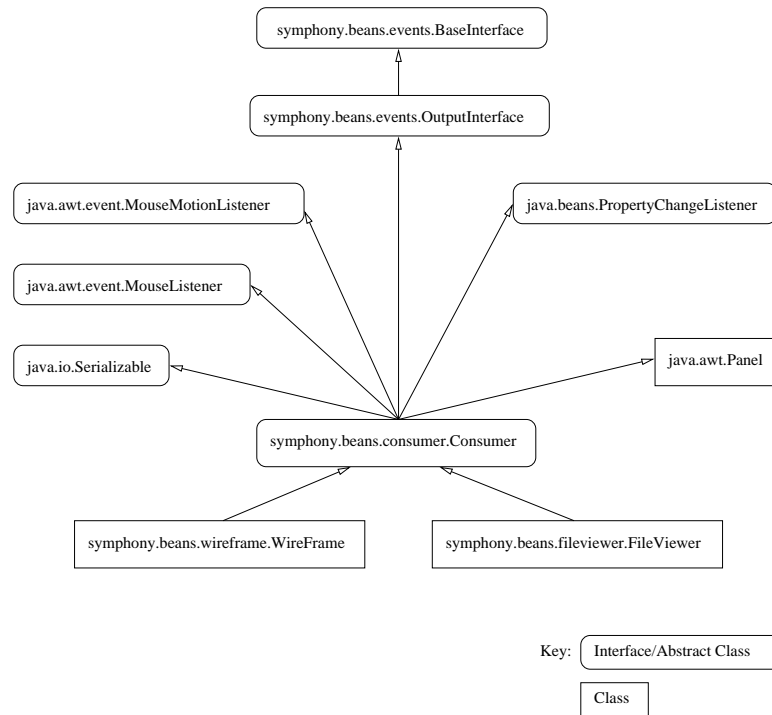 symphony.beans.events.BaseInterface
symphony.beans.events.OutputInterface
java.awt.event.MouseMotionListener
java.beans.PropertyChangeListener
java.awt.event.MouseListener
java.io.Serializable
java.awt.Panel
symphony.beans.consumer.Consumer
symphony.beans.wireframe.WireFrame
symphony.beans.fileviewer.FileViewer
Key:
Interface/Abstract Class
Class